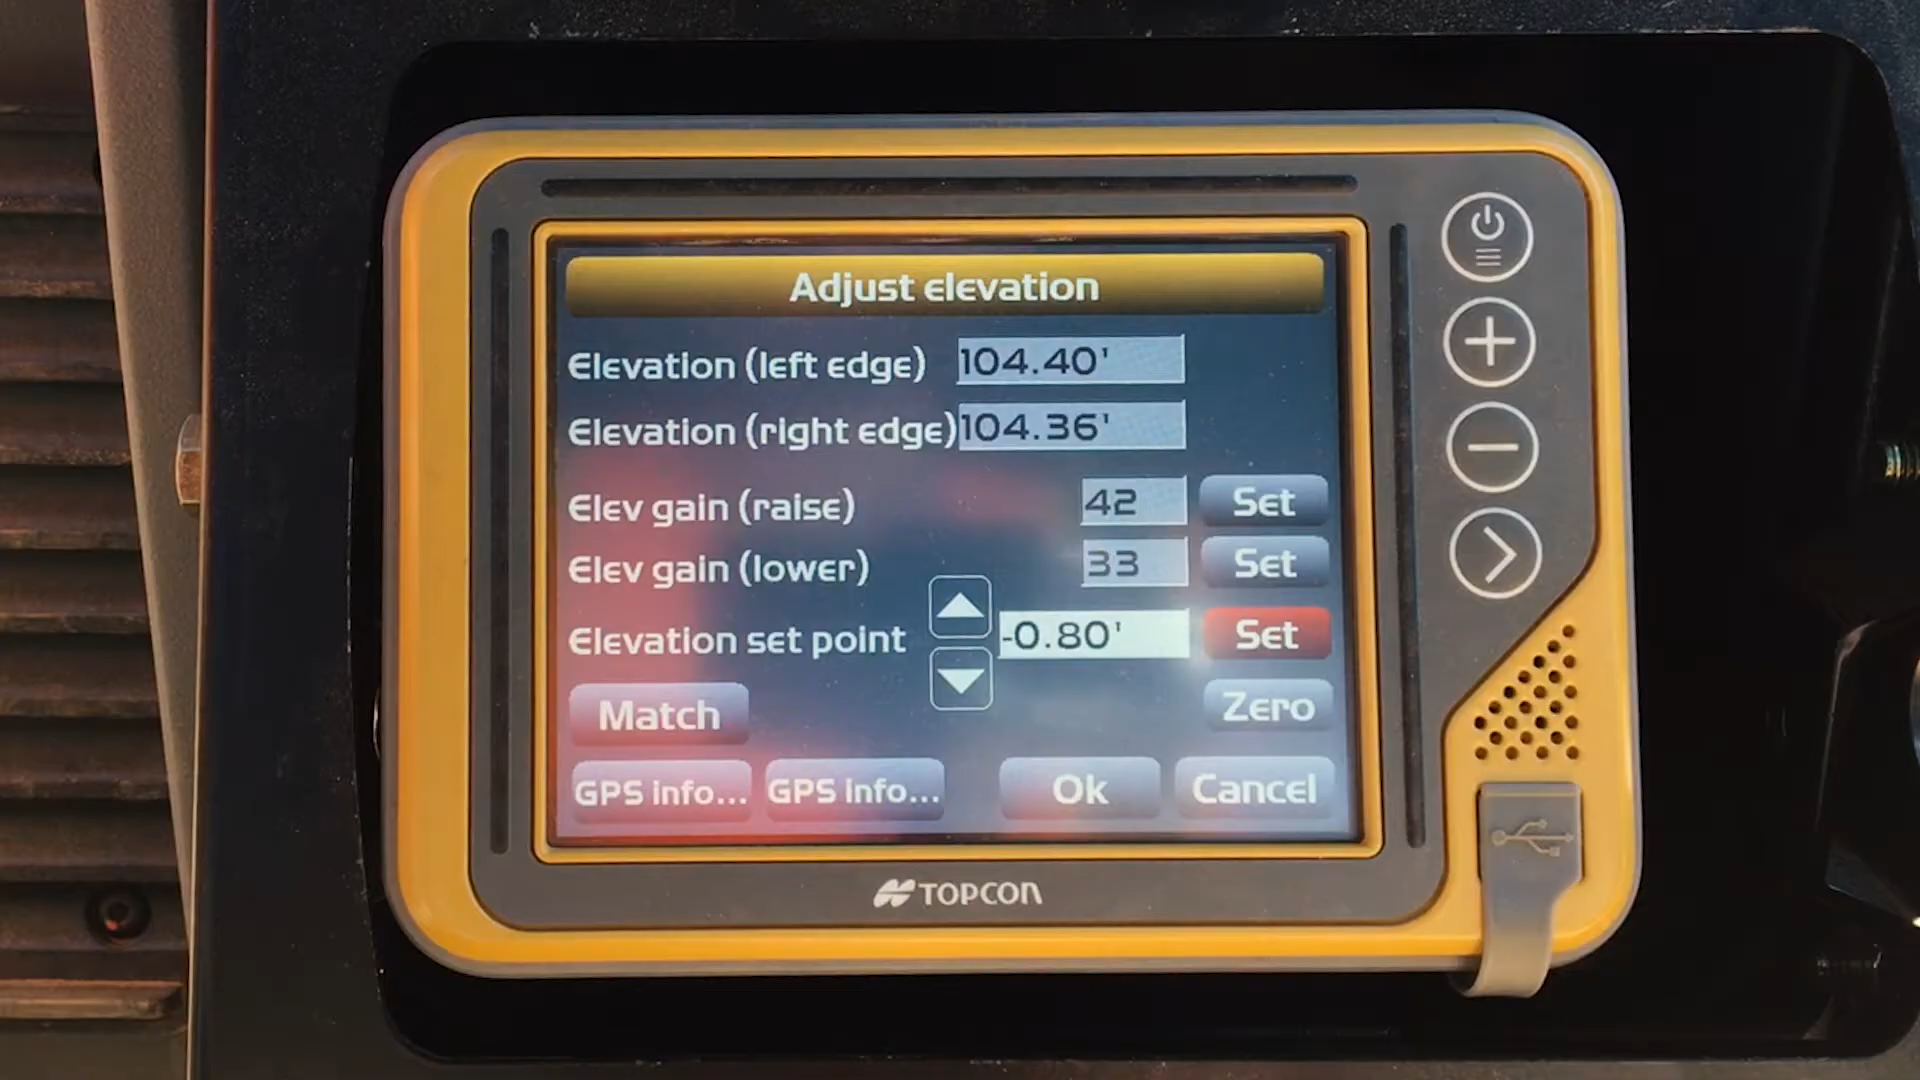 Adjust elevation
Elevation (left edge) 104.40'
Elevation (right edge) 104.36'
Elev gain (raise) 42 Set
Elev gain (lower) 33 Set
Elevation set point -0.80' Set
Match Zero
GPS info... GPS info... Ok Cancel
TOPCON